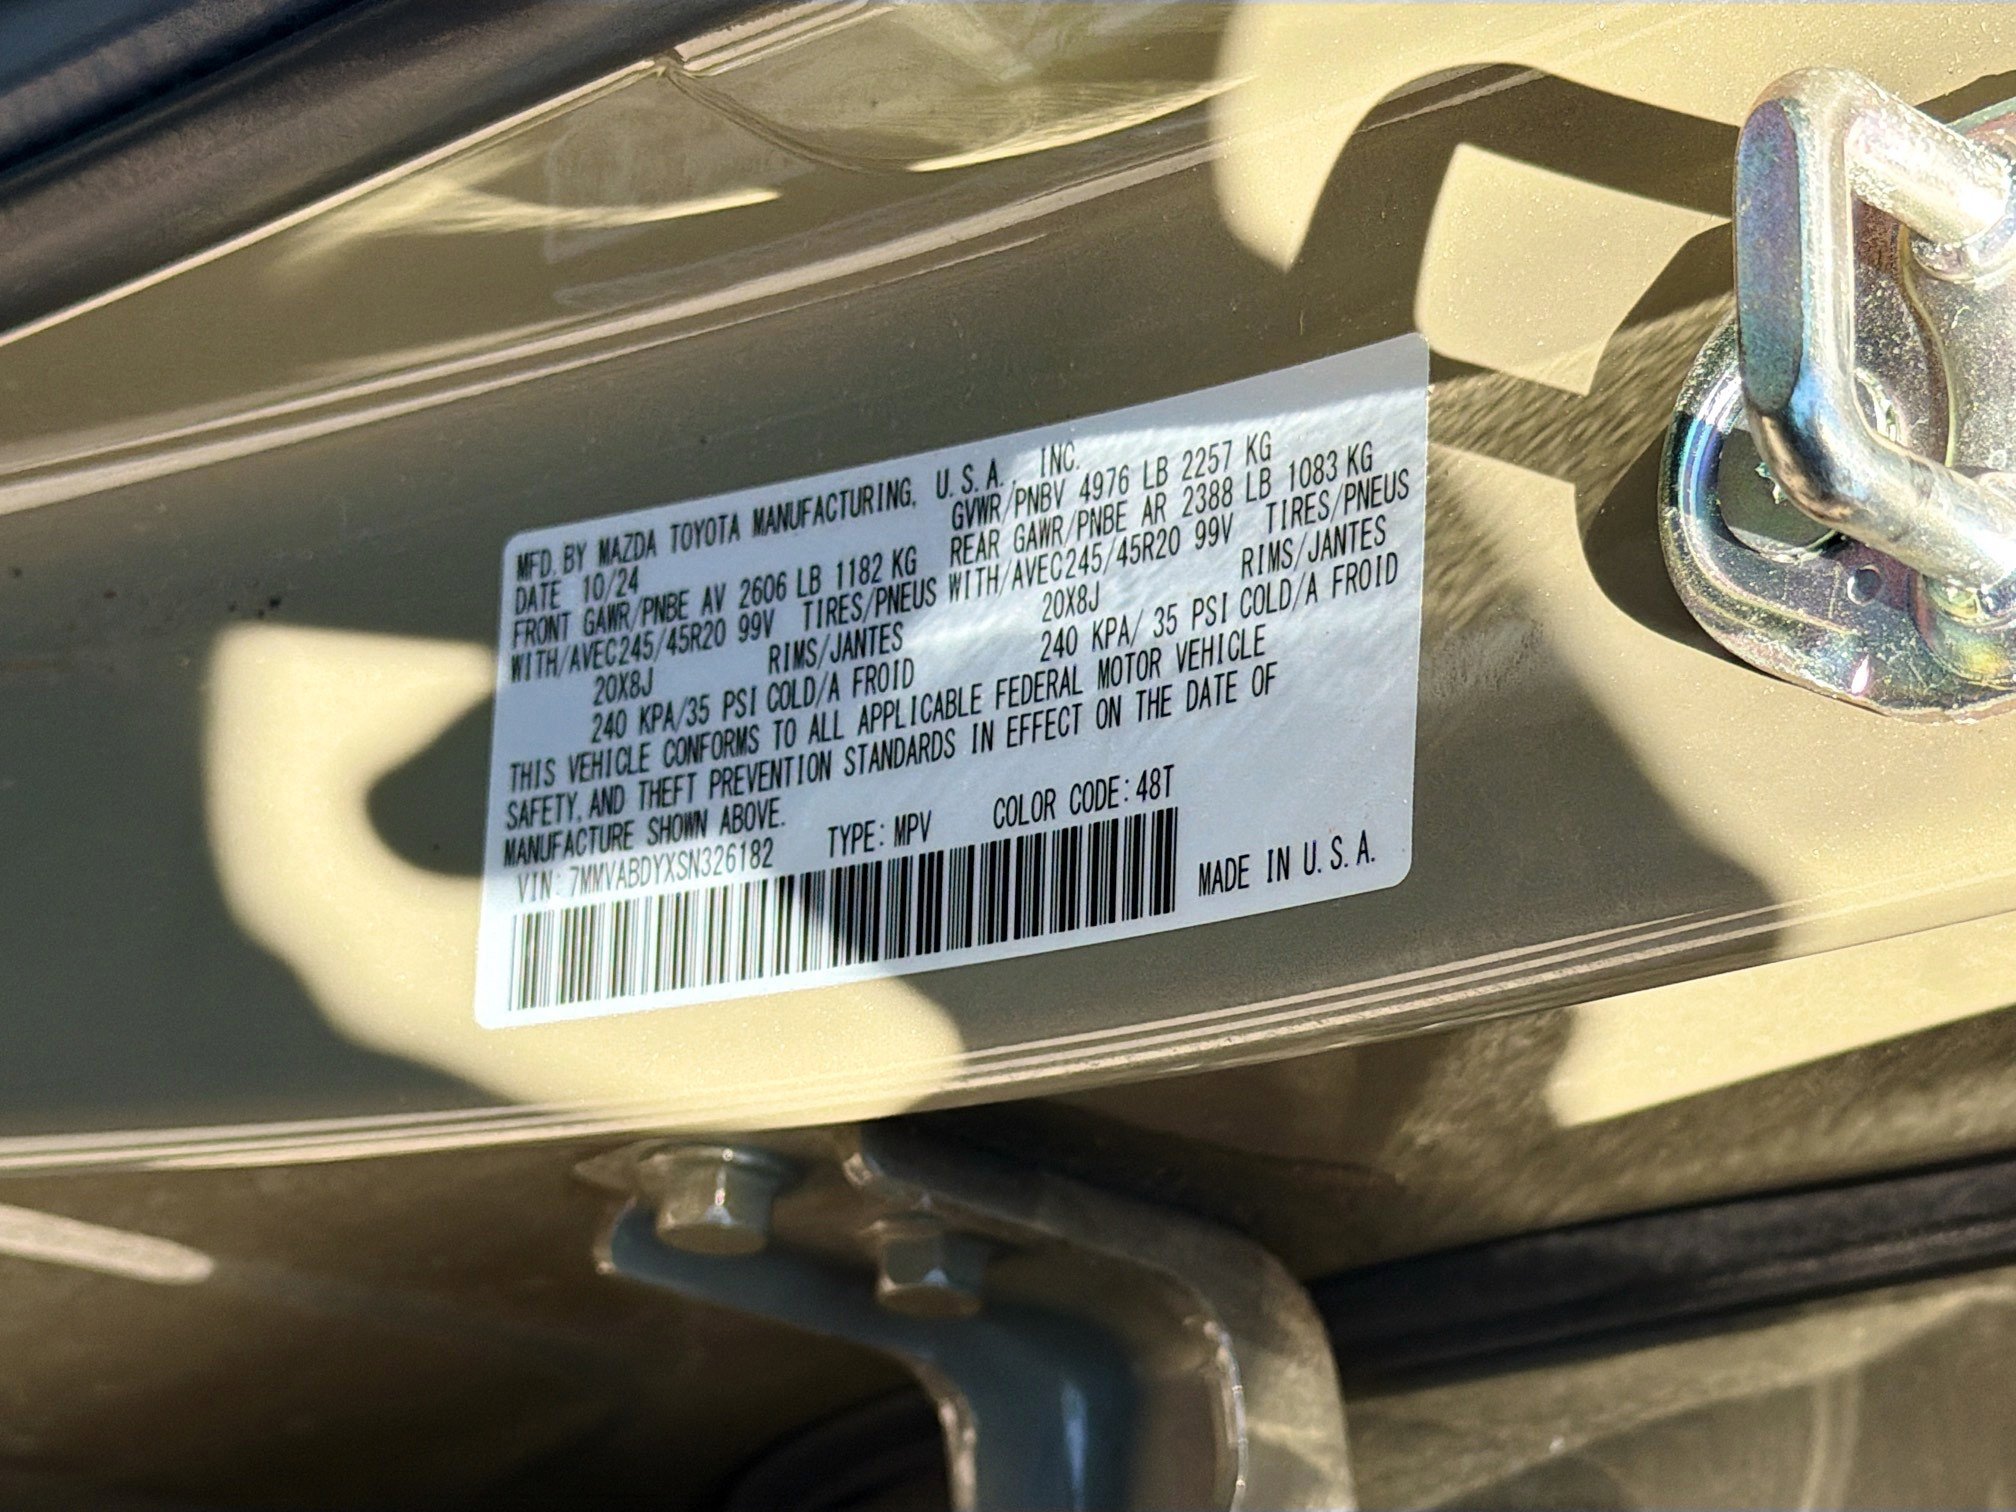 MFD. BY MAZDA TOYOTA MANUFACTURING, U.S.A., INC.
DATE 10/24 GVWR/PNBV 4976 LB 2257 KG
FRONT GAWR/PNBE AV 2606 LB 1182 KG REAR GAWR/PNBE AR 2388 LB 1083 KG
WITH/AVEC245/45R20 99V TIRES/PNEUS WITH/AVEC245/45R20 99V TIRES/PNEUS
20X8J RIMS/JANTES 20X8J RIMS/JANTES
240 KPA/35 PSI COLD/A FROID 240 KPA/ 35 PSI COLD/A FROID
THIS VEHICLE CONFORMS TO ALL APPLICABLE FEDERAL MOTOR VEHICLE
SAFETY, AND THEFT PREVENTION STANDARDS IN EFFECT ON THE DATE OF
MANUFACTURE SHOWN ABOVE.
VIN: 7MMVABDYXSN326182 TYPE: MPV COLOR CODE: 48T
MADE IN U.S.A.